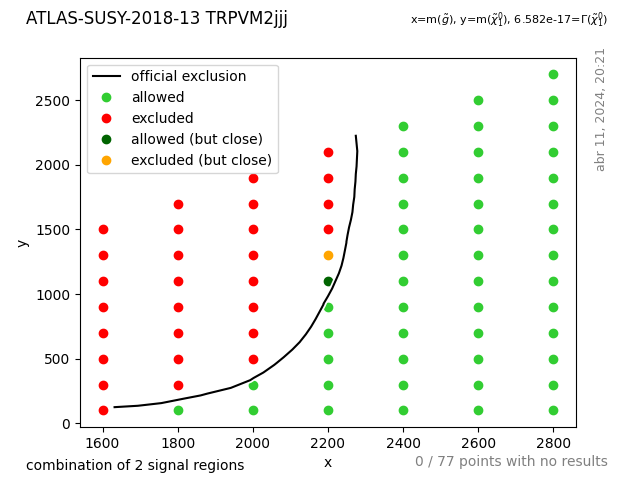 ATLAS-SUSY-2018-13 TRPVM2jjj
x=m(g̃), y=m(χ̃₁⁰), 6.582e-17=Γ(χ̃₁⁰)
abr 11, 2024, 20:21
official exclusion
allowed
excluded
allowed (but close)
excluded (but close)
y
2500
2000
1500
1000
500
0
1600 1800 2000 2200 2400 2600 2800
x
combination of 2 signal regions
0 / 77 points with no results